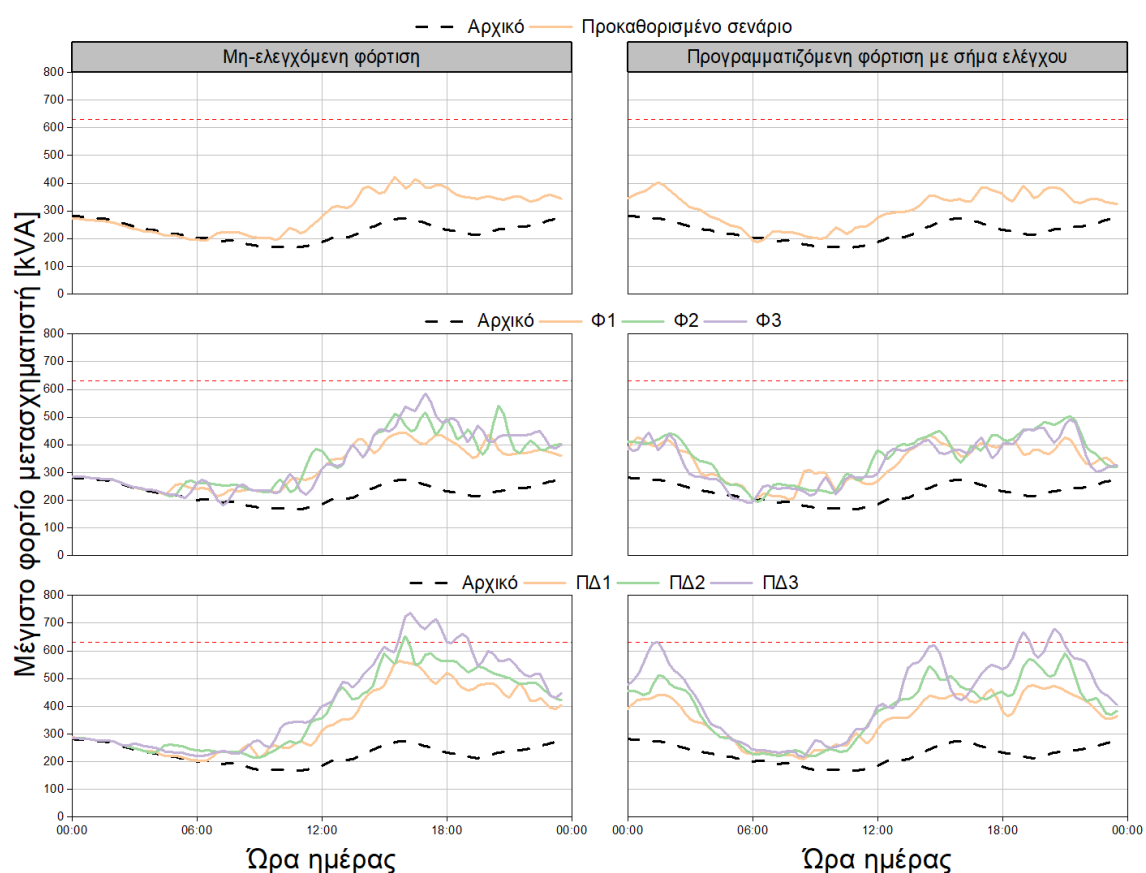 Αρχικό Προκαθορισμένο σενάριο
Μη-ελεγχόμενη φόρτιση
Προγραμματιζόμενη φόρτιση με σήμα ελέγχου
Μέγιστο φορτίο μετασχηματιστή [kVA]
800
700
600
500
400
300
200
100
0
Αρχικό Φ1 Φ2 Φ3
800
700
600
500
400
300
200
100
0
Αρχικό ΠΔ1 ΠΔ2 ΠΔ3
800
700
600
500
400
300
200
100
0
00:00 06:00 12:00 18:00 00:00
00:00 06:00 12:00 18:00 00:00
Ώρα ημέρας
Ώρα ημέρας